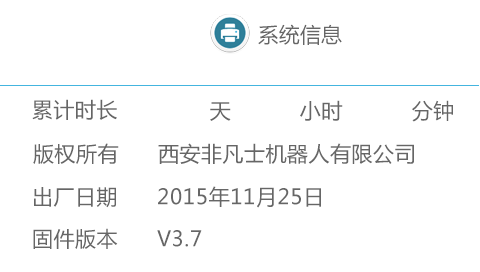 系统信息
累计时长 天 小时 分钟
版权所有 西安非凡士机器人有限公司
出厂日期 2015年11月25日
固件版本 V3.7